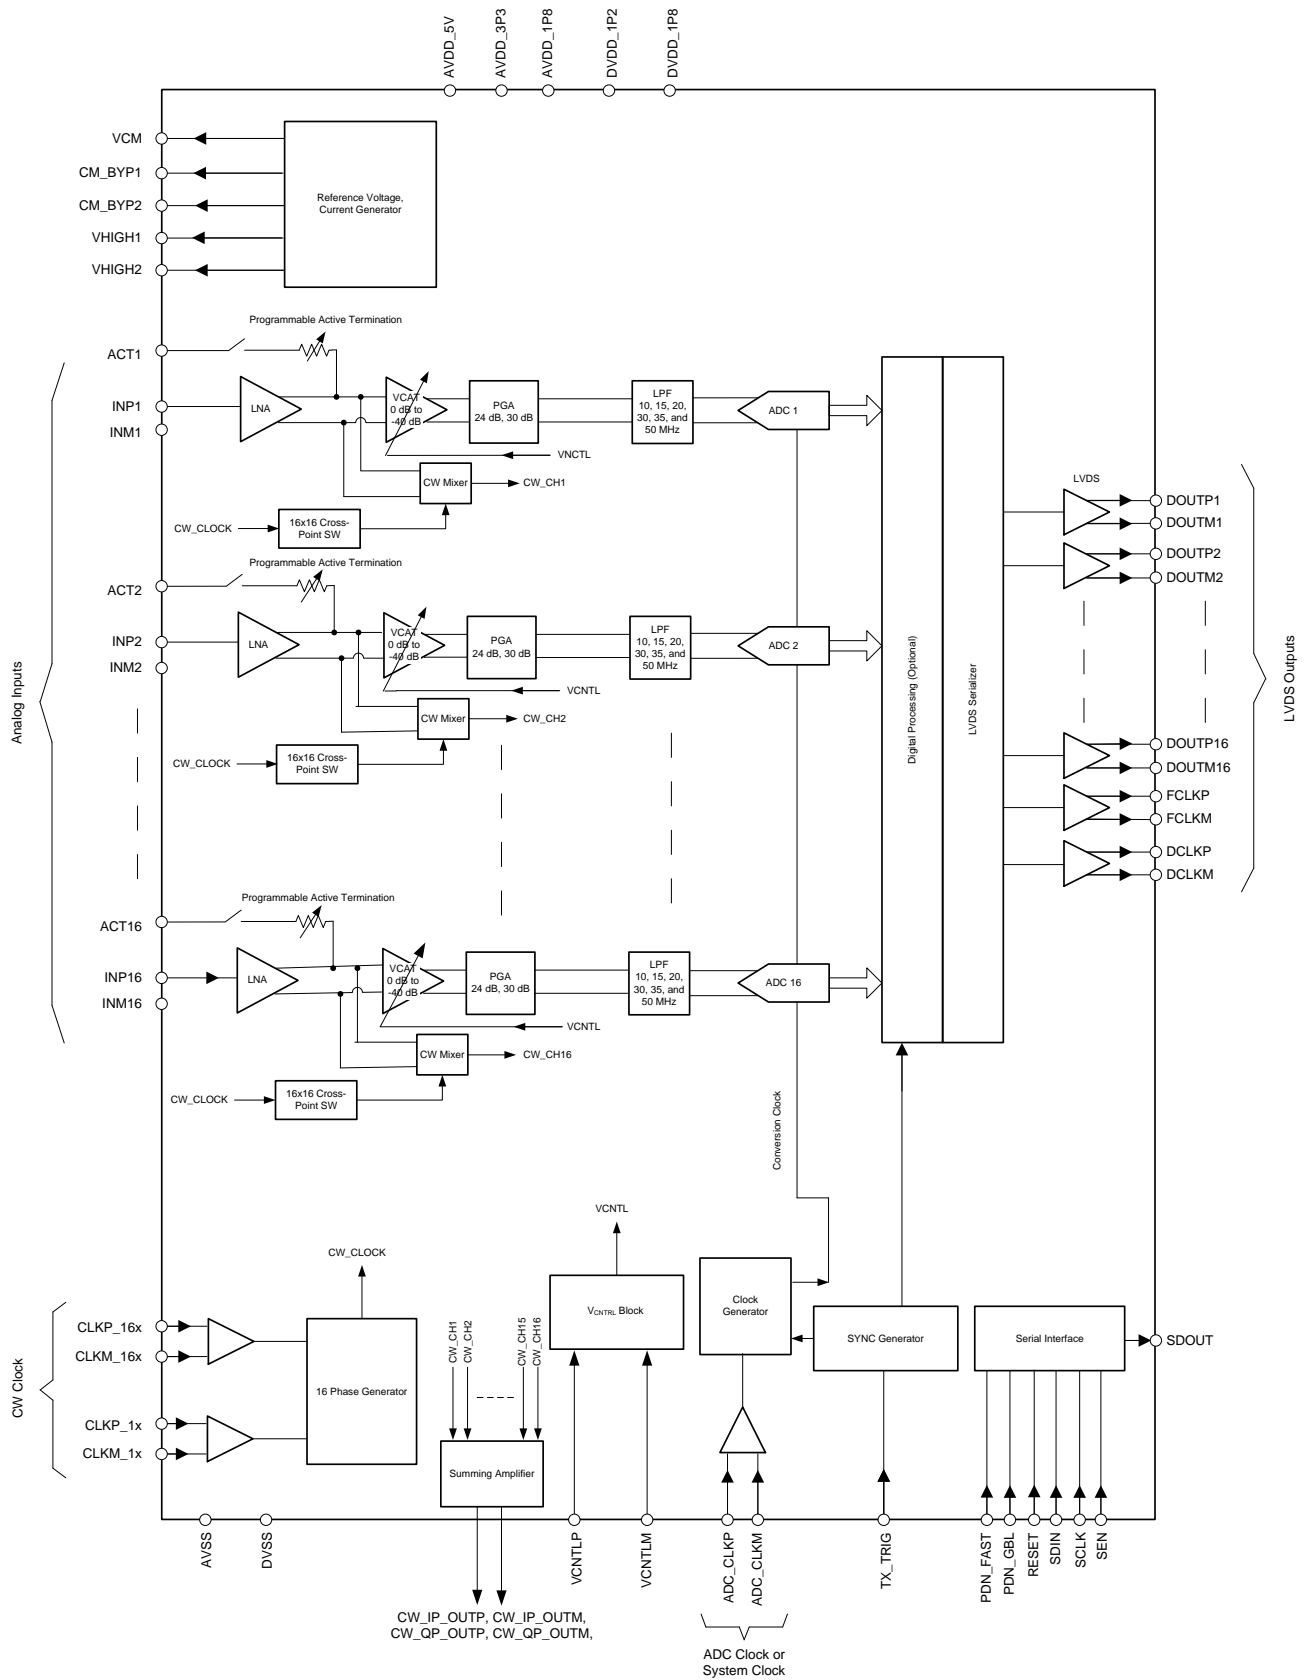 AVDD_5V
AVDD_3P3
AVDD_1P8
DVDD_1P2
DVDD_1P8
VCM
CM_BYP1
CM_BYP2
VHIGH1
VHIGH2
Reference Voltage,
Current Generator
Analog Inputs
Programmable Active Termination
ACT1
INP1
INM1
LNA
VCAT
0 dB to
-40 dB
PGA
24 dB, 30 dB
LPF
10, 15, 20,
30, 35, and
50 MHz
ADC 1
VNCTL
CW Mixer
CW_CH1
CW_CLOCK
16x16 Cross-
Point SW
Programmable Active Termination
ACT2
INP2
INM2
LNA
VCAT
0 dB to
-40 dB
PGA
24 dB, 30 dB
LPF
10, 15, 20,
30, 35, and
50 MHz
ADC 2
VCNTL
CW Mixer
CW_CH2
CW_CLOCK
16x16 Cross-
Point SW
Programmable Active Termination
ACT16
INP16
INM16
LNA
VCAT
0 dB to
-40 dB
PGA
24 dB, 30 dB
LPF
10, 15, 20,
30, 35, and
50 MHz
ADC 16
VCNTL
CW Mixer
CW_CH16
CW_CLOCK
16x16 Cross-
Point SW
Conversion Clock
Digital Processing (Optional)
LVDS Serializer
LVDS
DOUTP1
DOUTM1
DOUTP2
DOUTM2
DOUTP16
DOUTM16
FCLKP
FCLKM
DCLKP
DCLKM
LVDS Outputs
CW Clock
CLKP_16x
CLKM_16x
CLKP_1x
CLKM_1x
CW_CLOCK
16 Phase Generator
CW_CH1
CW_CH2
CW_CH15
CW_CH16
Summing Amplifier
VCNTL
VCNTRL Block
Clock
Generator
SYNC Generator
Serial Interface
SDOUT
AVSS
DVSS
VCNTLP
VCNTLM
ADC_CLKP
ADC_CLKM
TX_TRIG
PDN_FAST
PDN_GBL
RESET
SDIN
SCLK
SEN
CW_IP_OUTP, CW_IP_OUTM,
CW_QP_OUTP, CW_QP_OUTM,
ADC Clock or
System Clock